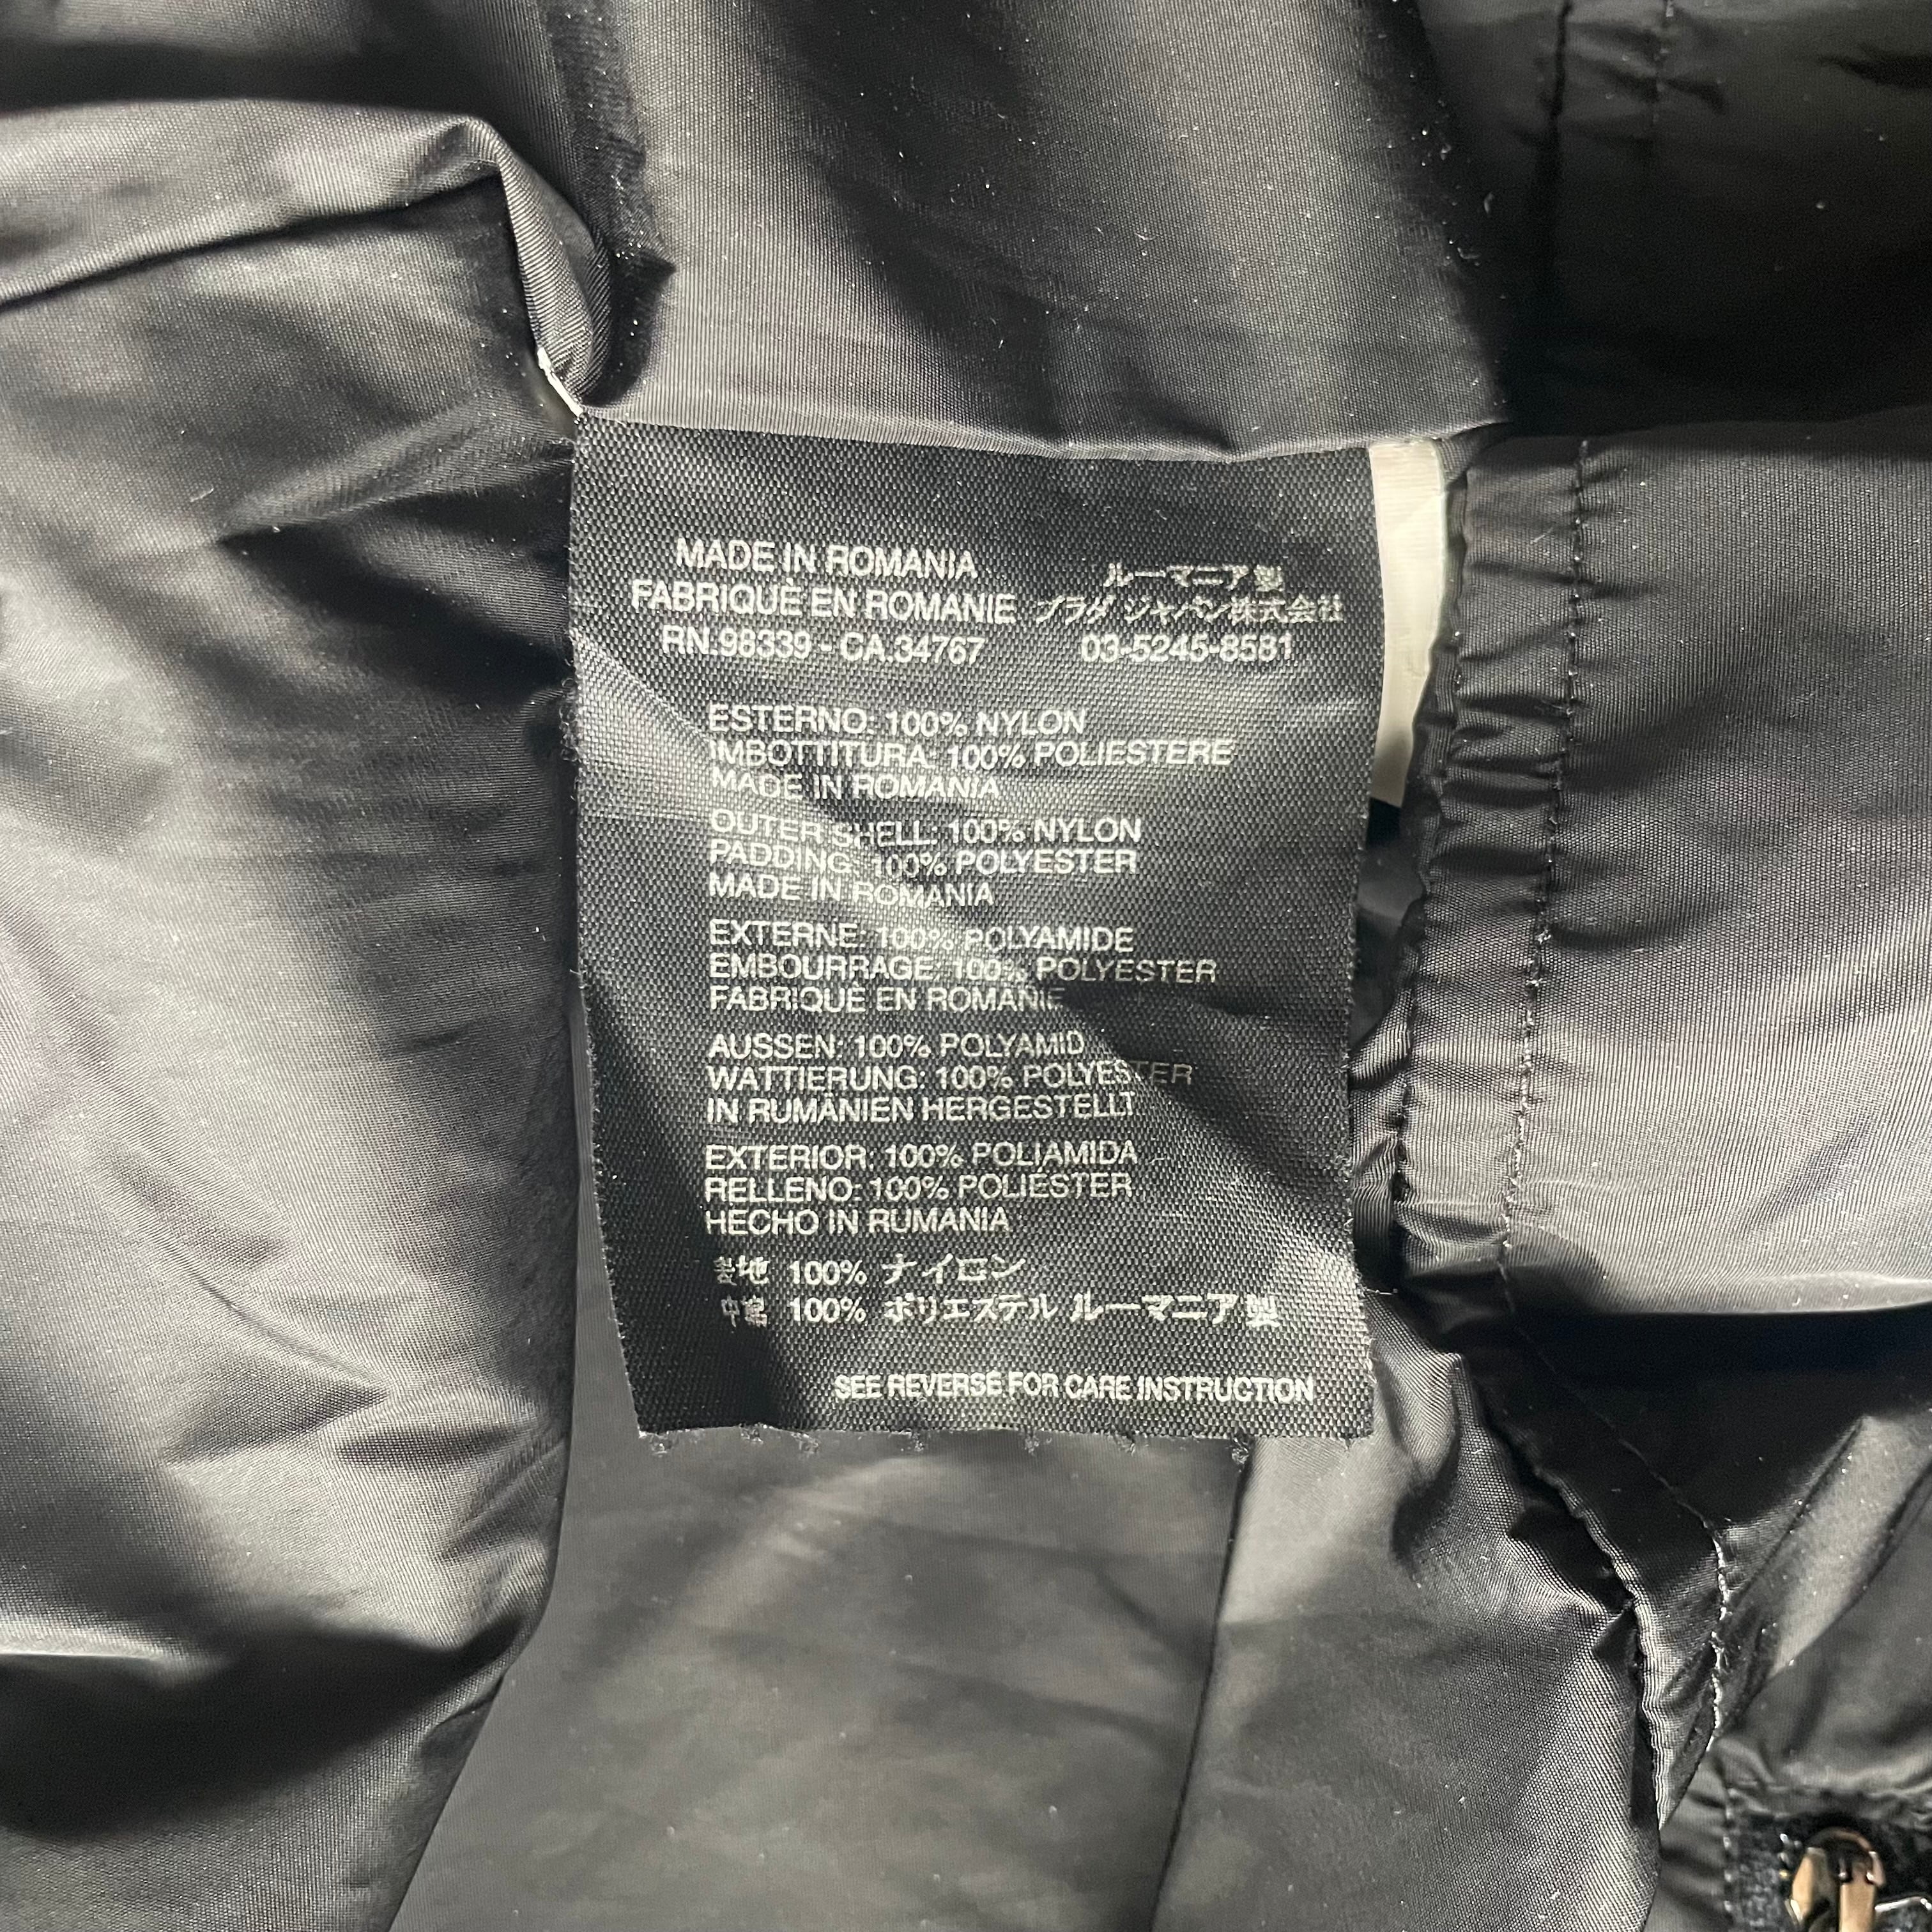 MADE IN ROMANIA
FABRIQUÉ EN ROMANIE
RN.98339 - CA.34767
ルーマニア製
プラダ ジャパン株式会社
03-5245-8581
ESTERNO: 100% NYLON
IMBOTTITURA: 100% POLIESTERE
MADE IN ROMANIA
OUTER SHELL: 100% NYLON
PADDING: 100% POLYESTER
MADE IN ROMANIA
EXTERNE: 100% POLYAMIDE
EMBOURRAGE: 100% POLYESTER
FABRIQUE EN ROMANIE
AUSSEN: 100% POLYAMID
WATTIERUNG: 100% POLYESTER
IN RUMÄNIEN HERGESTELLT
EXTERIOR: 100% POLIAMIDA
RELLENO: 100% POLIESTER
HECHO IN RUMANIA
表地 100% ナイロン
中綿 100% ポリエステル ルーマニア製
SEE REVERSE FOR CARE INSTRUCTION